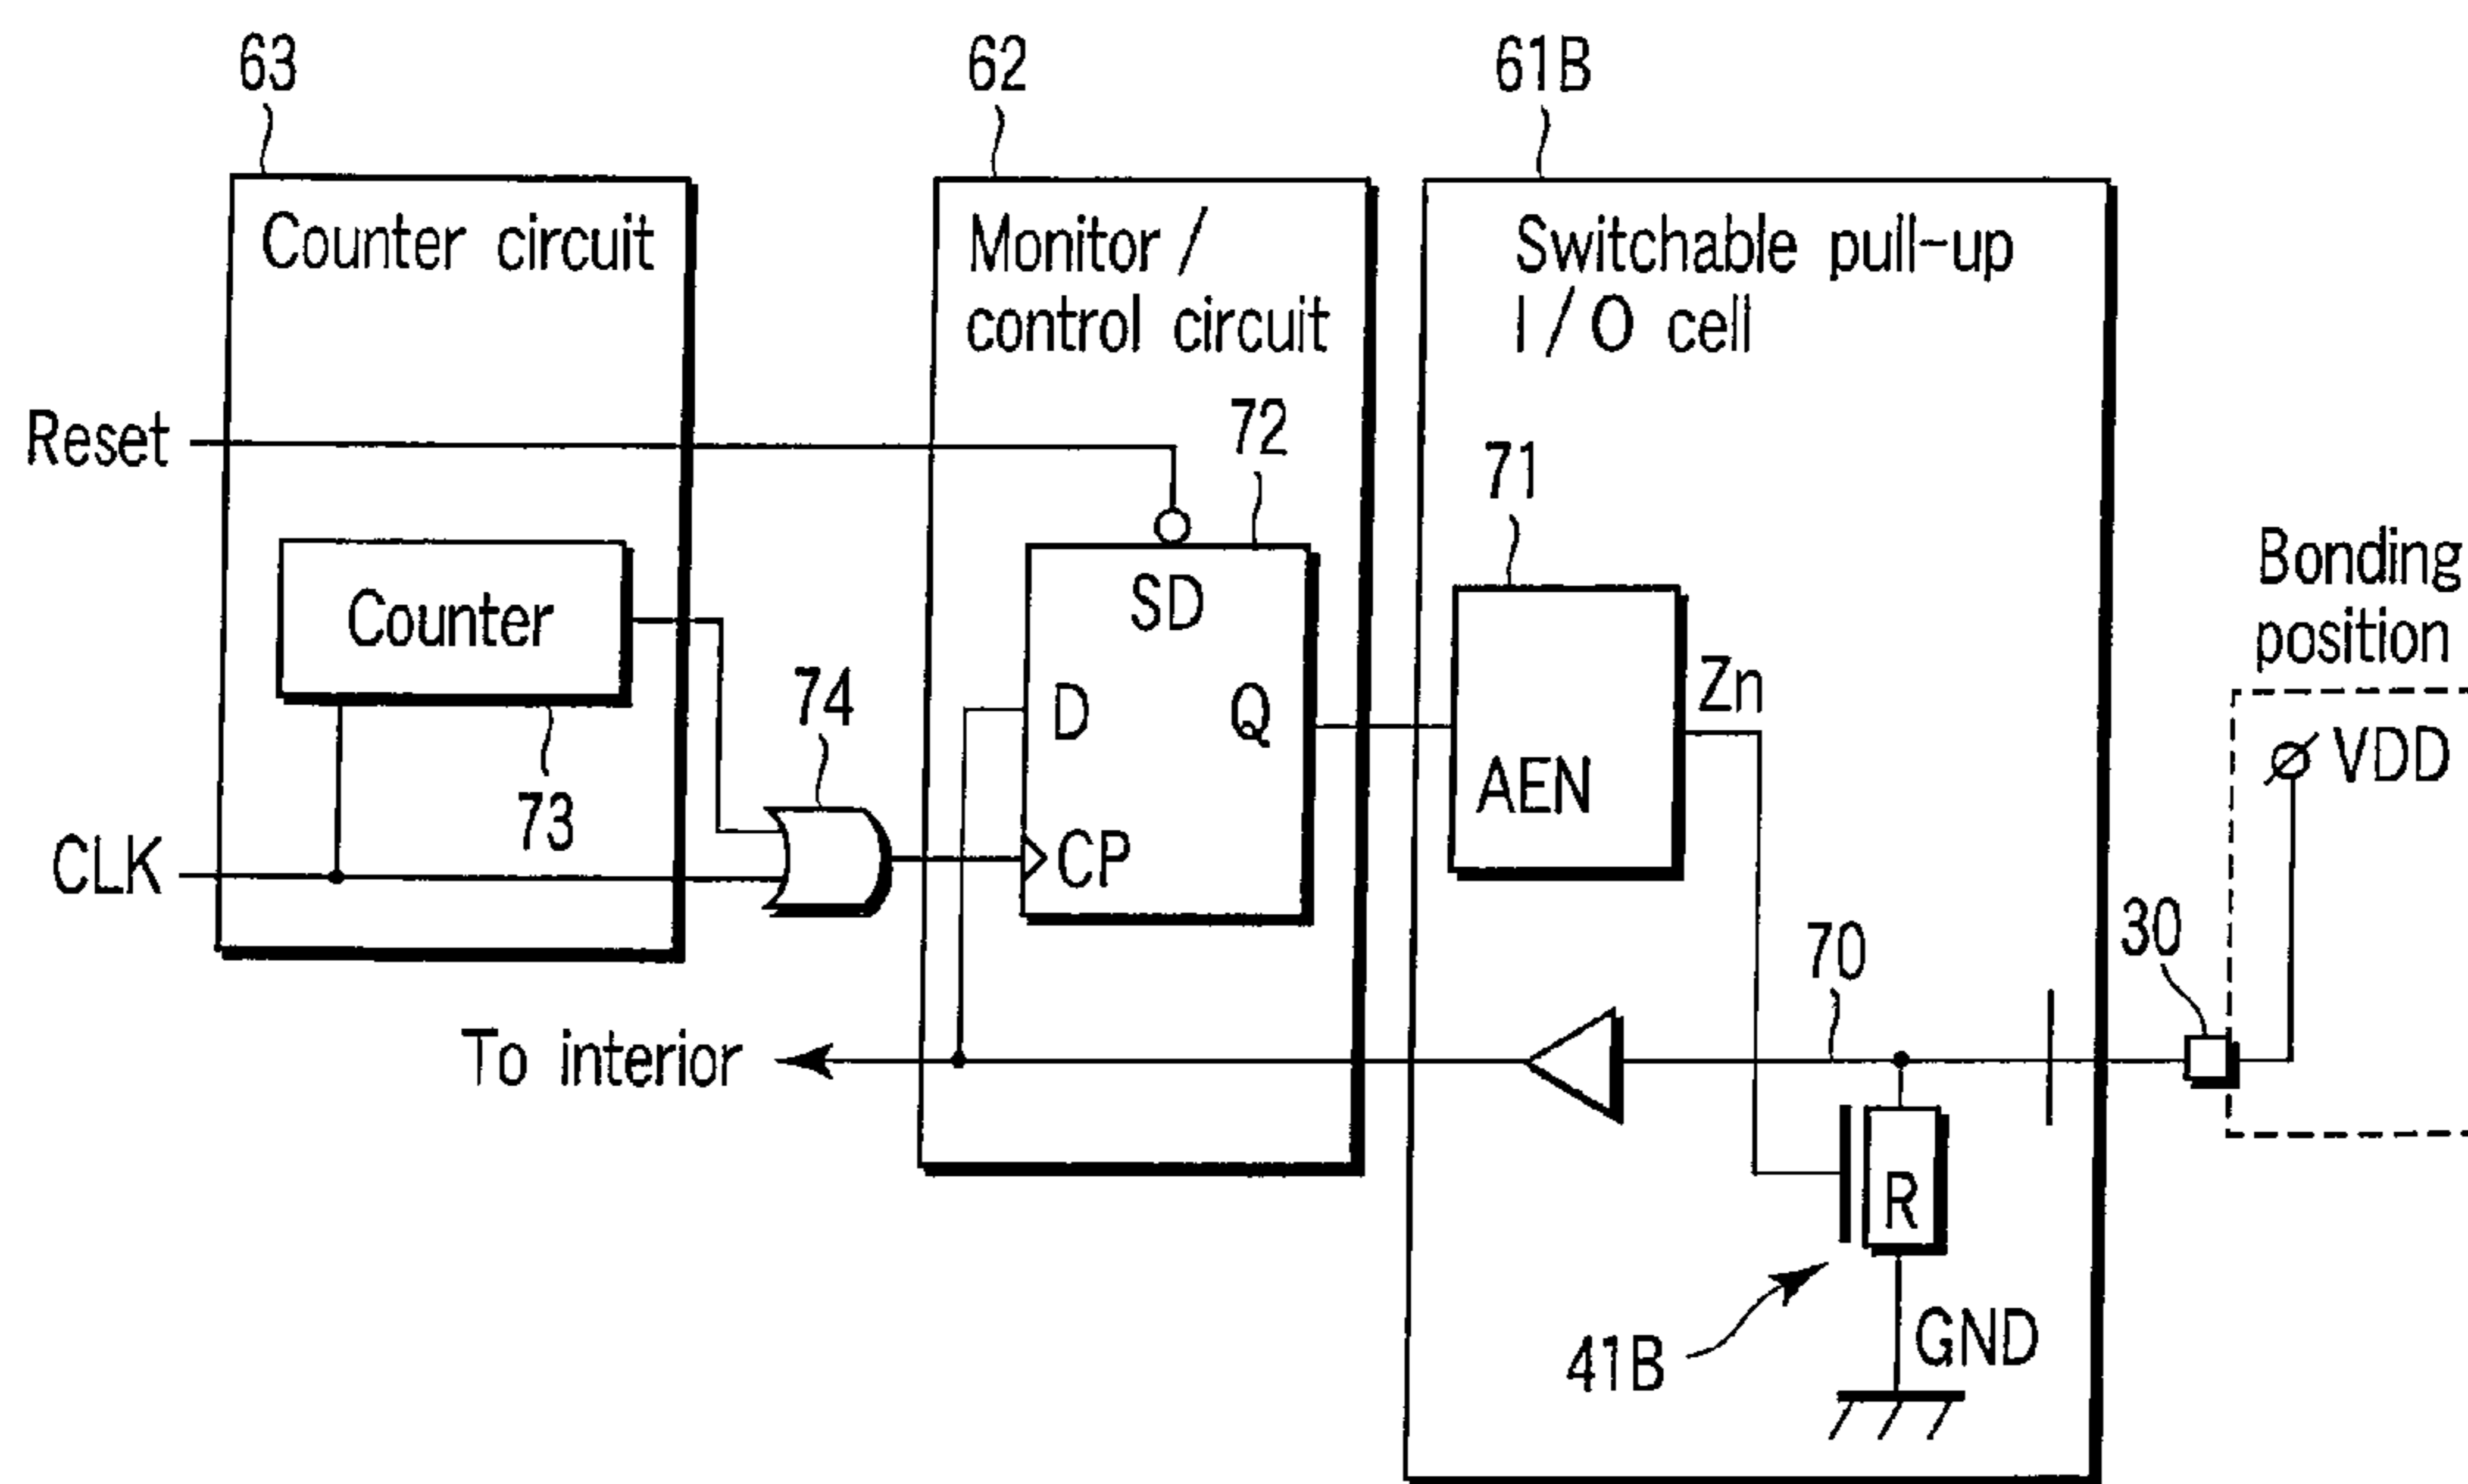 63
62
61B
Counter circuit
Monitor /
control circuit
Switchable pull-up
I / O cell
Reset
72
71
SD
Counter
Bonding
position
74
D
Q
Zn
VDD
73
AEN
CLK
CP
30
70
To interior
R
41B
GND